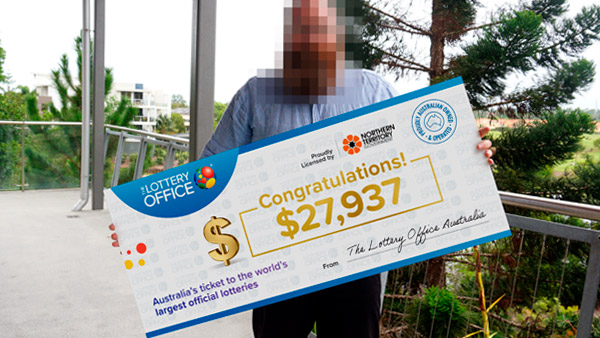 THE LOTTERY
OFFICE
Proudly
Licensed by
NORTHERN
TERRITORY
GOVERNMENT
PROUDLY AUSTRALIAN OWNED
& OPERATED
Congratulations!
$27,937
$
Australia's ticket to the world's
largest official lotteries
From The Lottery Office Australia